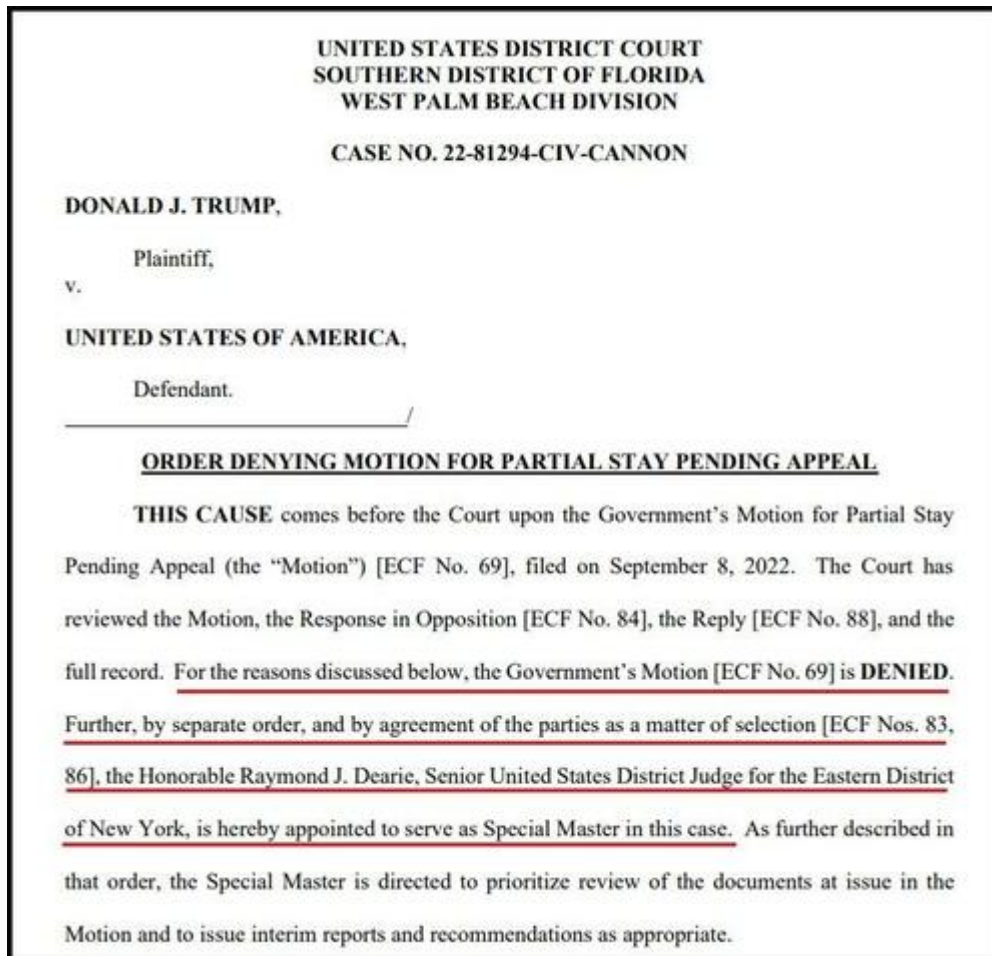 UNITED STATES DISTRICT COURT
SOUTHERN DISTRICT OF FLORIDA
WEST PALM BEACH DIVISION
CASE NO. 22-81294-CIV-CANNON
DONALD J. TRUMP,
Plaintiff,
v.
UNITED STATES OF AMERICA,
Defendant.
/
ORDER DENYING MOTION FOR PARTIAL STAY PENDING APPEAL
THIS CAUSE comes before the Court upon the Government’s Motion for Partial Stay
Pending Appeal (the “Motion”) [ECF No. 69], filed on September 8, 2022. The Court has
reviewed the Motion, the Response in Opposition [ECF No. 84], the Reply [ECF No. 88], and the
full record. For the reasons discussed below, the Government’s Motion [ECF No. 69] is DENIED.
Further, by separate order, and by agreement of the parties as a matter of selection [ECF Nos. 83,
86], the Honorable Raymond J. Dearie, Senior United States District Judge for the Eastern District
of New York, is hereby appointed to serve as Special Master in this case. As further described in
that order, the Special Master is directed to prioritize review of the documents at issue in the
Motion and to issue interim reports and recommendations as appropriate.